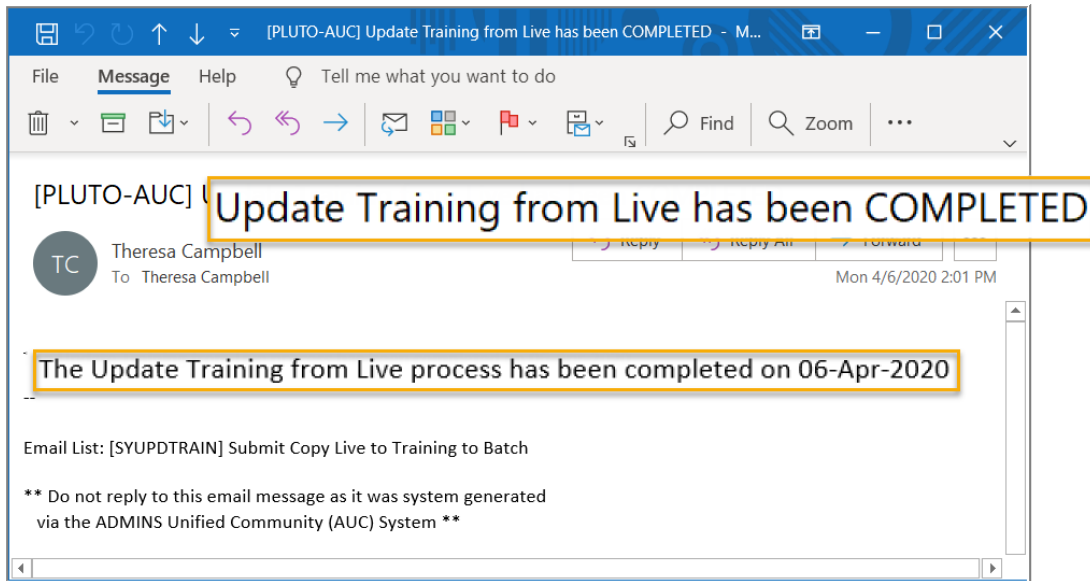 [PLUTO-AUC] Update Training from Live has been COMPLETED - M...
File Message Help Tell me what you want to do
Find Zoom ...
[PLUTO-AUC] Update Training from Live has been COMPLETED
Theresa Campbell
Reply Reply All Forward
TC
To Theresa Campbell
Mon 4/6/2020 2:01 PM
The Update Training from Live process has been completed on 06-Apr-2020
--
Email List: [SYUPDTRAIN] Submit Copy Live to Training to Batch
** Do not reply to this email message as it was system generated
via the ADMINS Unified Community (AUC) System **